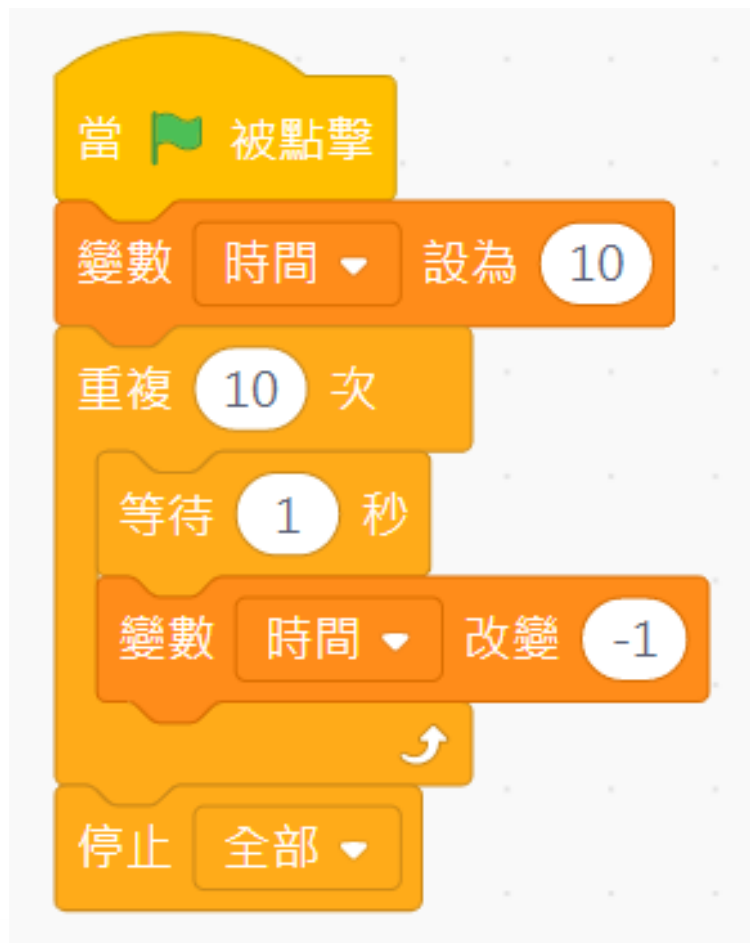 當 被點擊
變數 時間 設為 10
重複 10 次
等待 1 秒
變數 時間 改變 -1
停止 全部